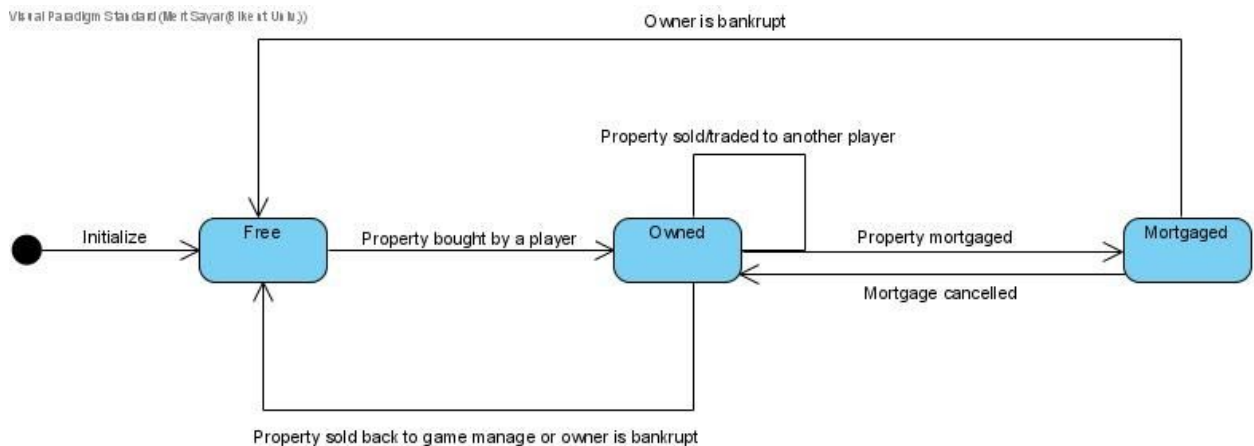 Visual Paradigm Standard (Mert Sayar(Bilkent Univ.))
Owner is bankrupt
Property sold/traded to another player
Initialize
Free
Property bought by a player
Owned
Property mortgaged
Mortgaged
Mortgage cancelled
Property sold back to game manage or owner is bankrupt